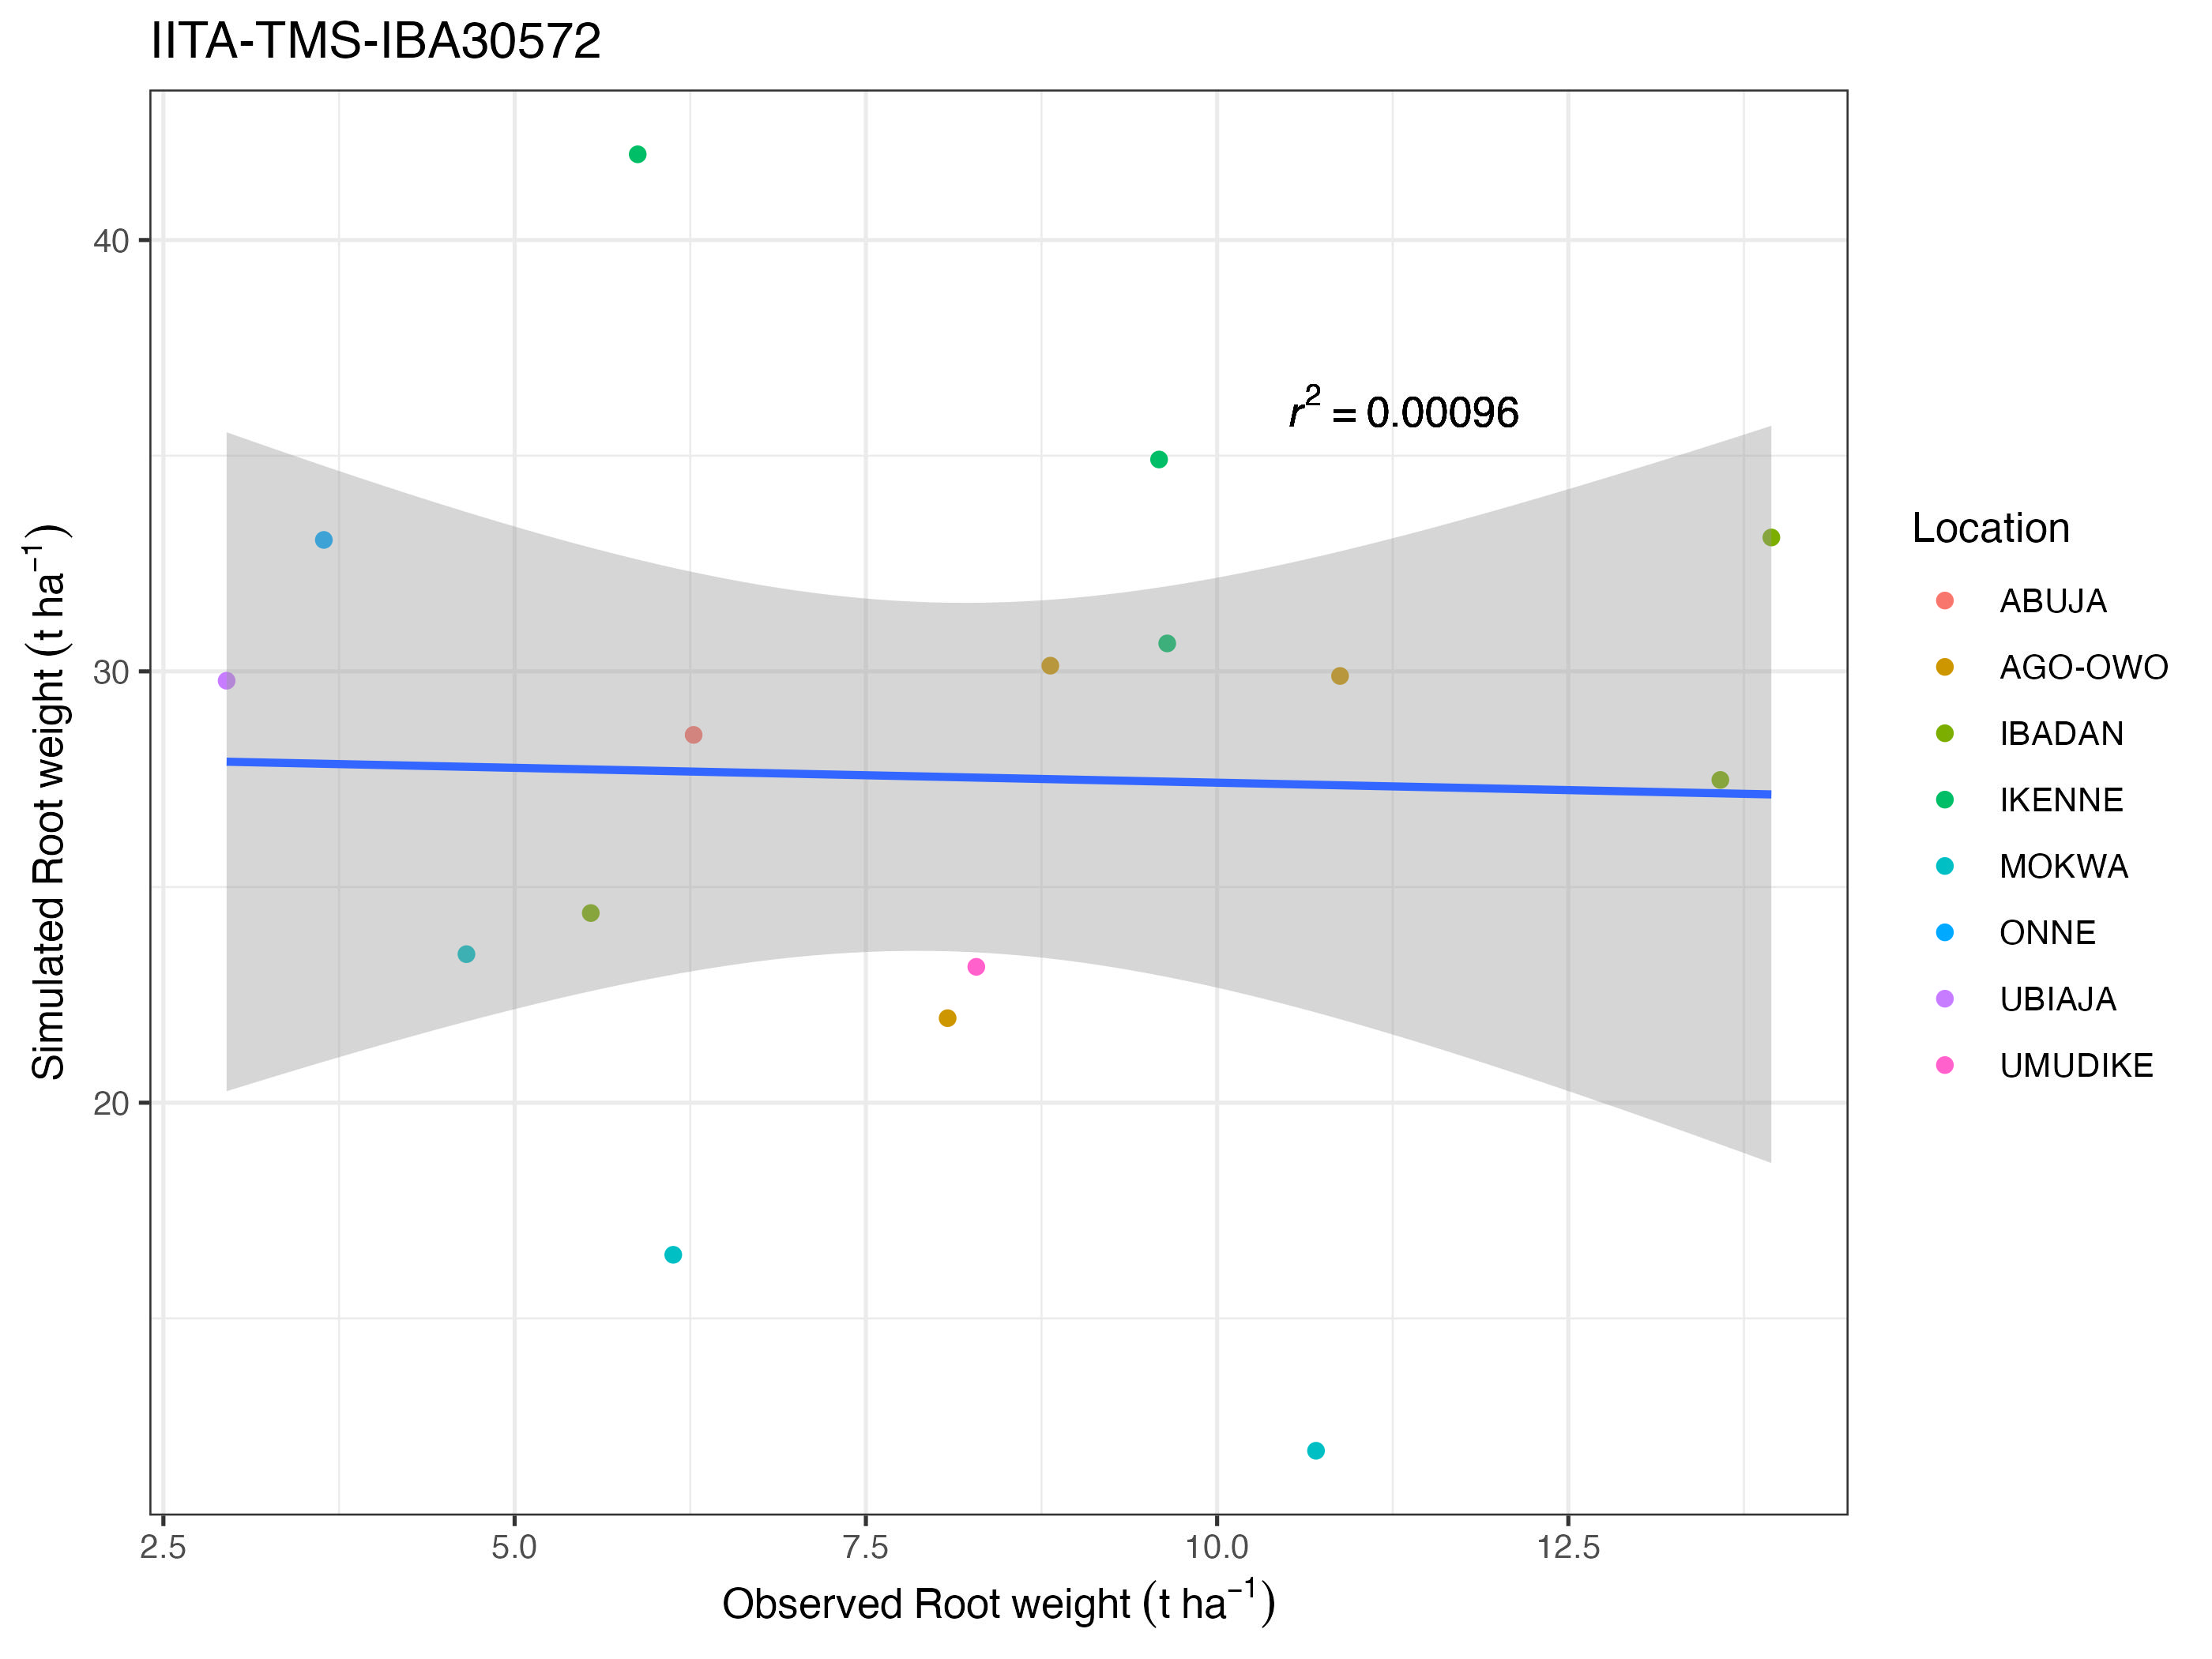 IITA-TMS-IBA30572
r² = 0.00096
40
30
20
Simulated Root weight (t ha⁻¹)
2.5 5.0 7.5 10.0 12.5
Observed Root weight (t ha⁻¹)
Location
ABUJA
AGO-OWO
IBADAN
IKENNE
MOKWA
ONNE
UBIAJA
UMUDIKE